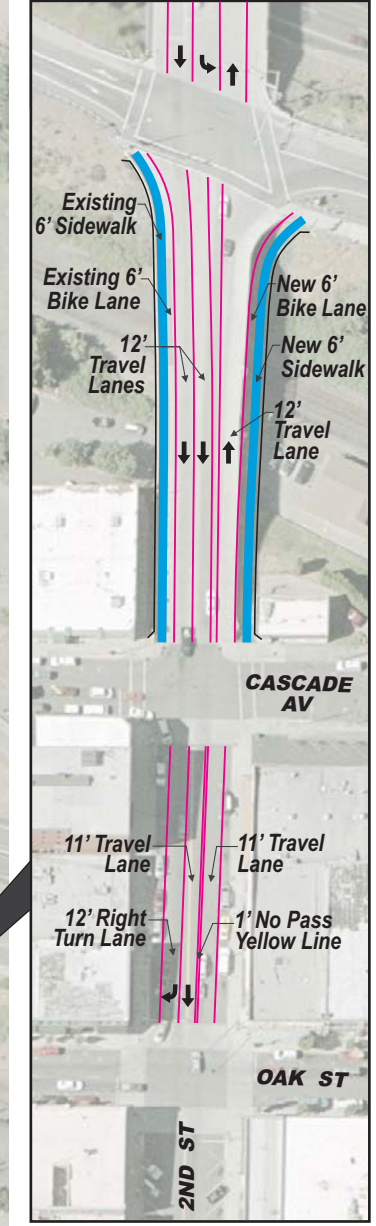 Existing
6' Sidewalk
Existing 6'
Bike Lane
New 6'
Bike Lane
12'
Travel
Lanes
New 6'
Sidewalk
12'
Travel
Lane
CASCADE
AV
11' Travel
Lane
11' Travel
Lane
12' Right
Turn Lane
1' No Pass
Yellow Line
OAK ST
2ND ST